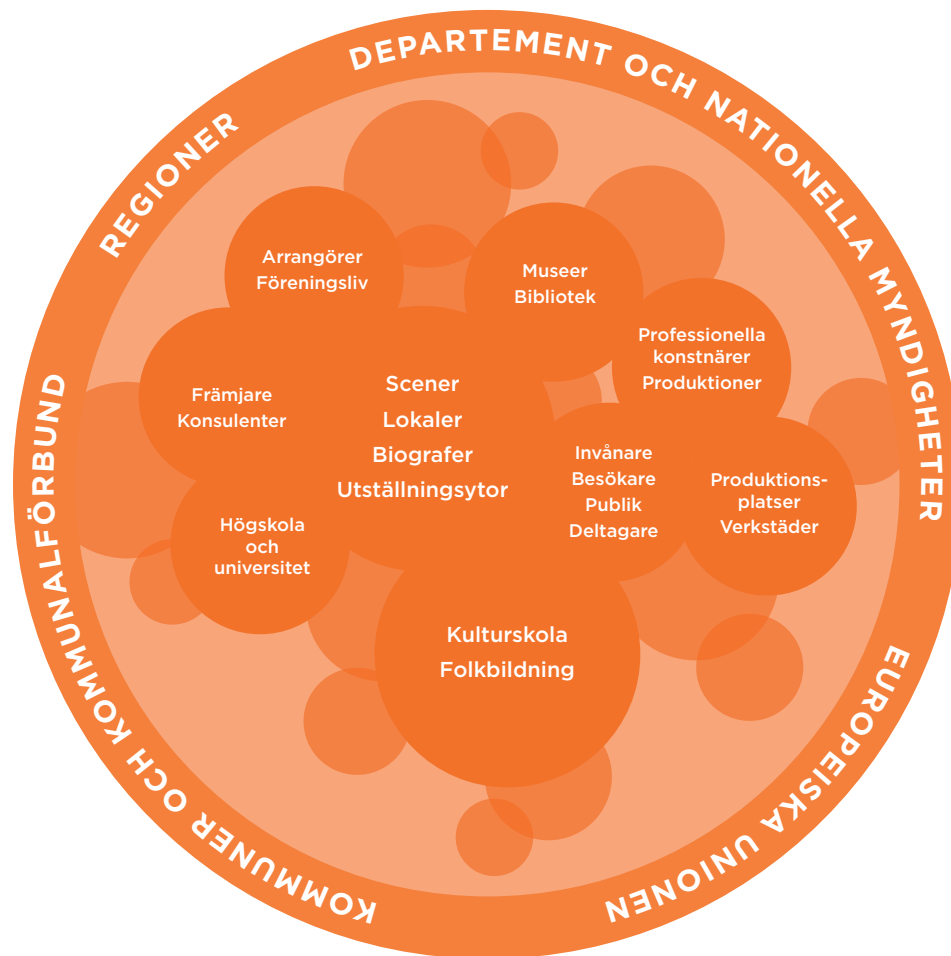 DEPARTEMENT OCH NATIONELLA MYNDIGHETER
REGIONER
KOMMUNER OCH KOMMUNALFÖRBUND
EUROPEISKA UNIONEN
Arrangörer
Föreningsliv
Museer
Bibliotek
Professionella
konstnärer
Produktioner
Främjare
Konsulenter
Scener
Lokaler
Biografer
Utställningsytor
Invånare
Besökare
Publik
Deltagare
Produktions-
platser
Verkstäder
Högskola
och
universitet
Kulturskola
Folkbildning